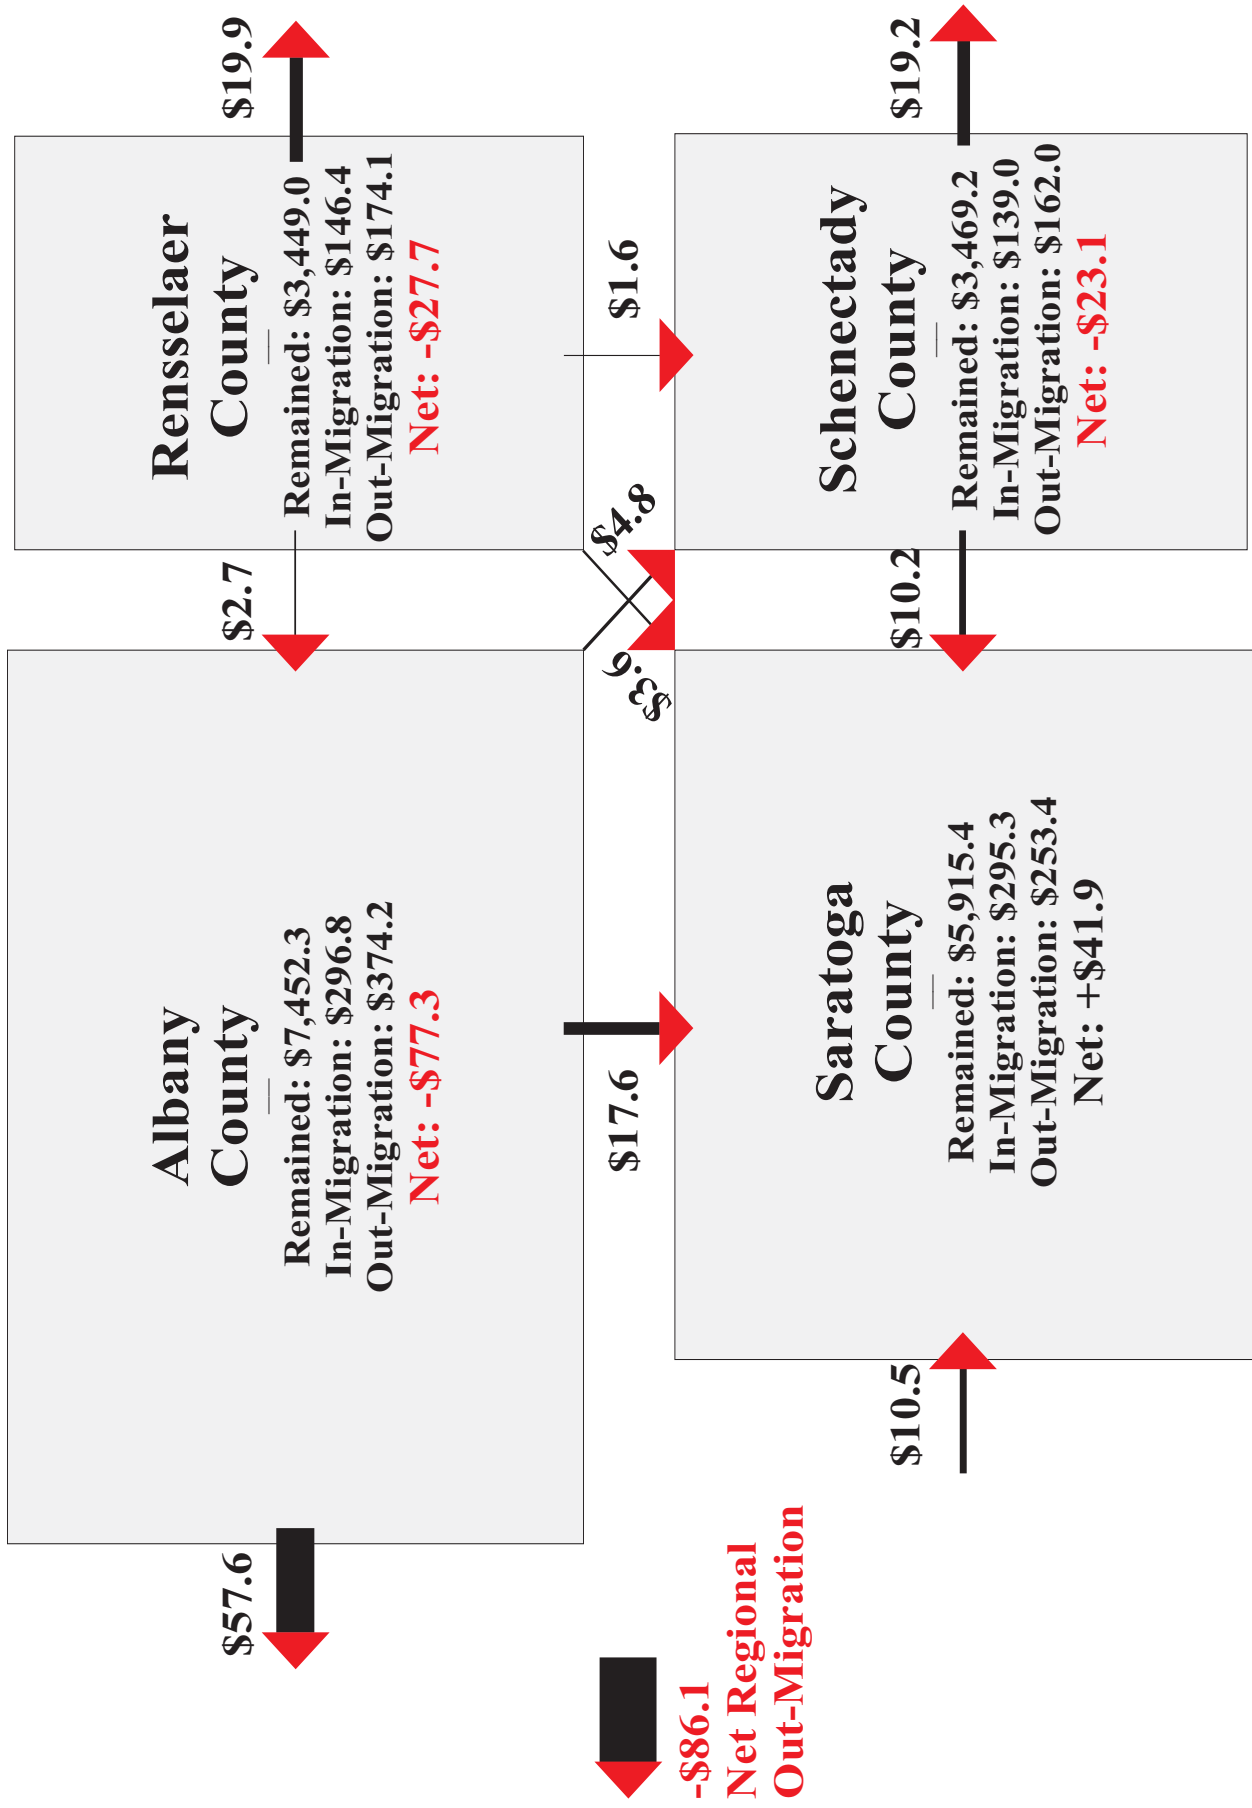 $57.6
Albany
County
Remained: $7,452.3
In-Migration: $296.8
Out-Migration: $374.2
Net: -$77.3
$2.7
Rensselaer
County
Remained: $3,449.0
In-Migration: $146.4
Out-Migration: $174.1
Net: -$27.7
$19.9
-$86.1
Net Regional
Out-Migration
$17.6
$3.6
$4.8
$1.6
$10.5
Saratoga
County
Remained: $5,915.4
In-Migration: $295.3
Out-Migration: $253.4
Net: +$41.9
$10.2
Schenectady
County
Remained: $3,469.2
In-Migration: $139.0
Out-Migration: $162.0
Net: -$23.1
$19.2